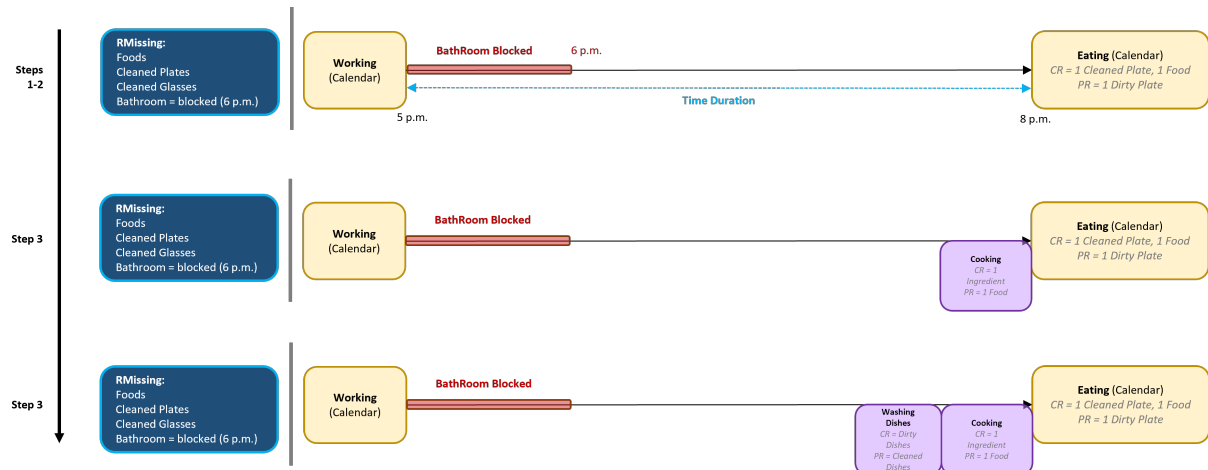 Steps
1-2
RMissing:
Foods
Cleaned Plates
Cleaned Glasses
Bathroom = blocked (6 p.m.)
Working
(Calendar)
BathRoom Blocked
6 p.m.
Time Duration
5 p.m.
8 p.m.
Eating (Calendar)
CR = 1 Cleaned Plate, 1 Food
PR = 1 Dirty Plate
Step 3
RMissing:
Foods
Cleaned Plates
Cleaned Glasses
Bathroom = blocked (6 p.m.)
Working
(Calendar)
BathRoom Blocked
Cooking
CR = 1
Ingredient
PR = 1 Food
Eating (Calendar)
CR = 1 Cleaned Plate, 1 Food
PR = 1 Dirty Plate
Step 3
RMissing:
Foods
Cleaned Plates
Cleaned Glasses
Bathroom = blocked (6 p.m.)
Working
(Calendar)
BathRoom Blocked
Washing
Dishes
CR = Dirty
Dishes
PR = Cleaned
Dishes
Cooking
CR = 1
Ingredient
PR = 1 Food
Eating (Calendar)
CR = 1 Cleaned Plate, 1 Food
PR = 1 Dirty Plate